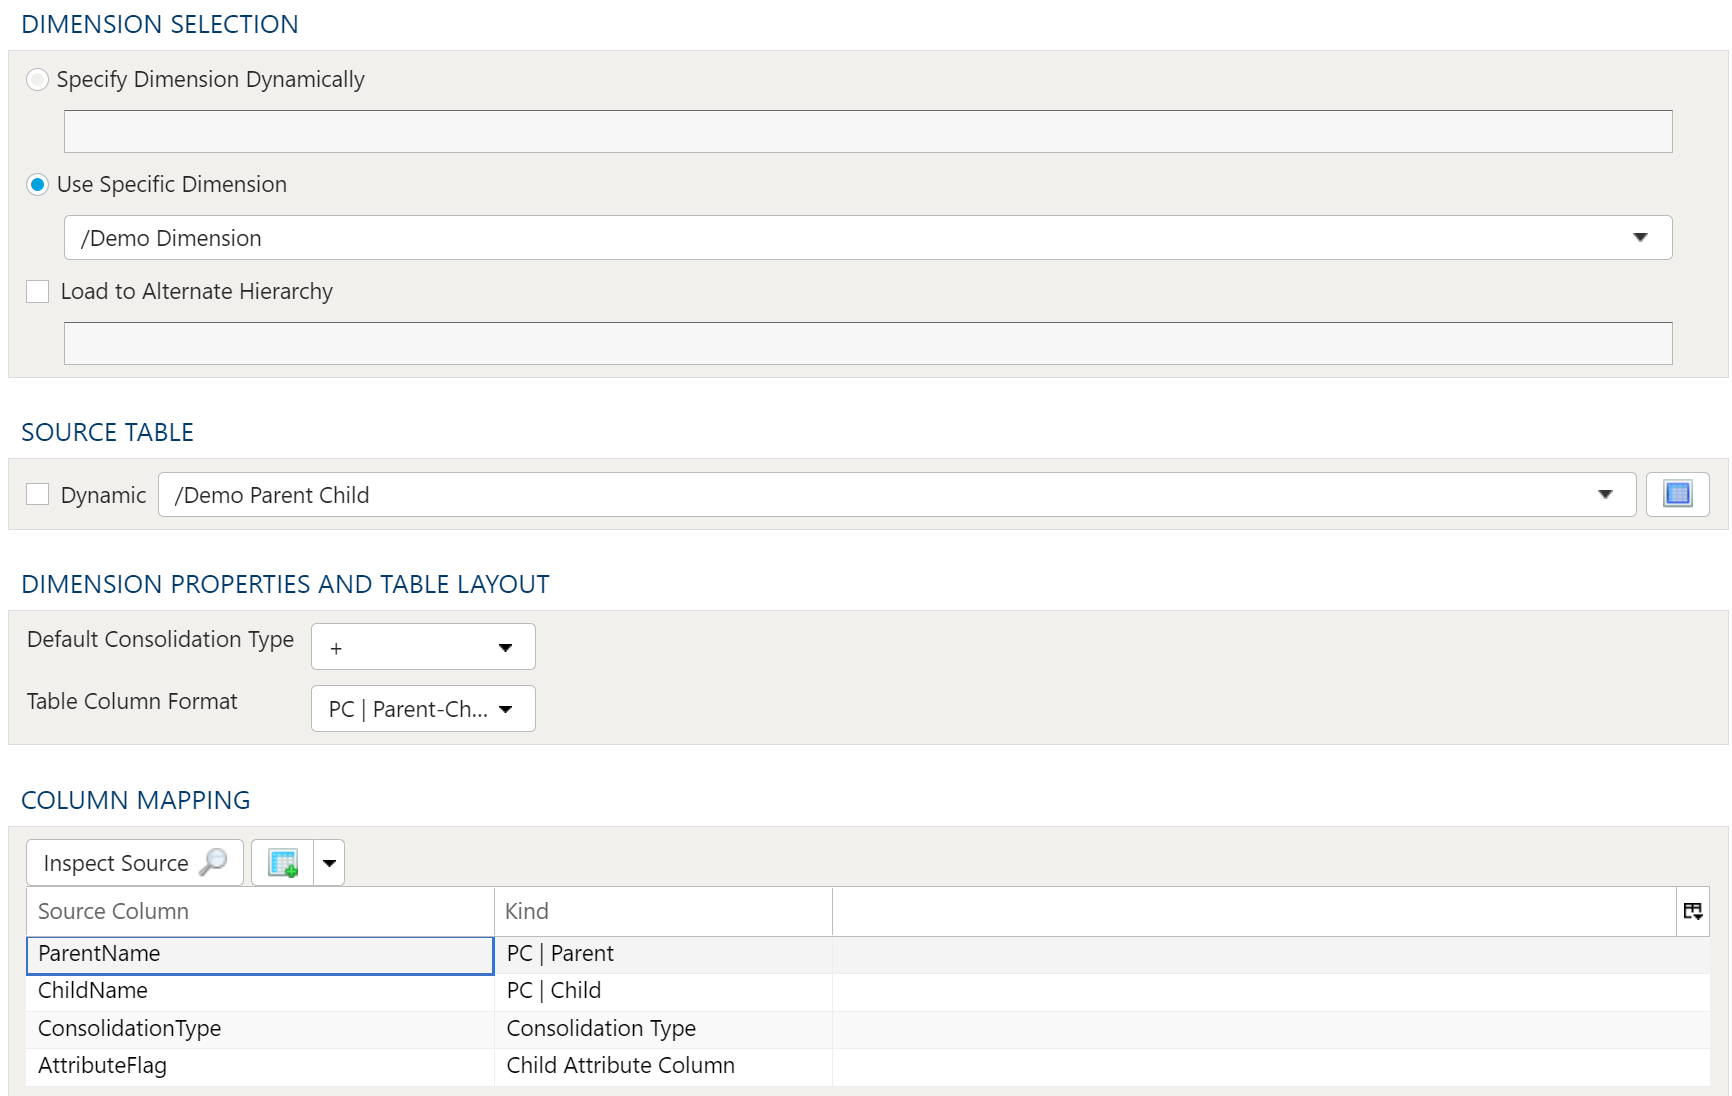 DIMENSION SELECTION
Specify Dimension Dynamically
Use Specific Dimension
/Demo Dimension
Load to Alternate Hierarchy
SOURCE TABLE
Dynamic /Demo Parent Child
DIMENSION PROPERTIES AND TABLE LAYOUT
Default Consolidation Type +
Table Column Format PC | Parent-Ch...
COLUMN MAPPING
Inspect Source
Source Column Kind
ParentName PC | Parent
ChildName PC | Child
ConsolidationType Consolidation Type
AttributeFlag Child Attribute Column